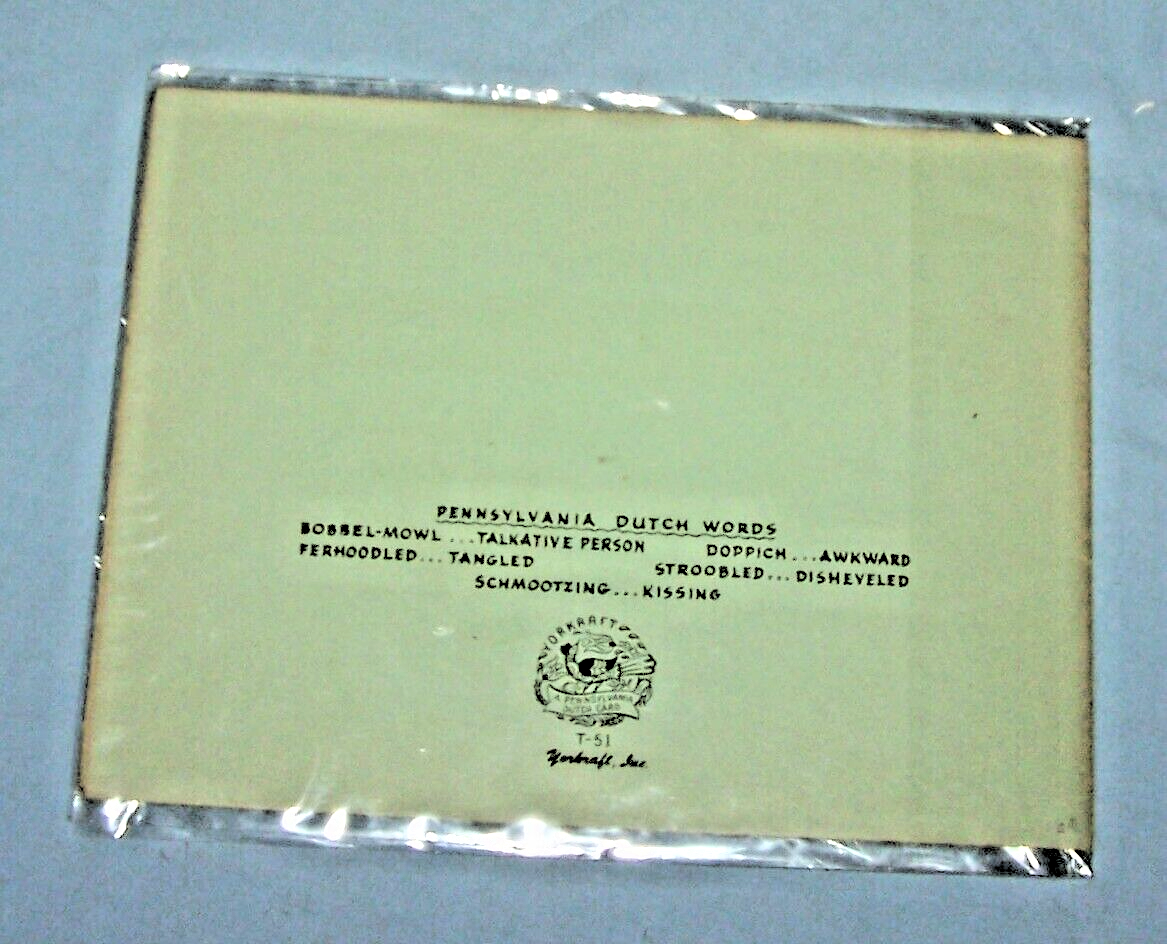 PENNSYLVANIA DUTCH WORDS
BOBBEL-MOWL ... TALKATIVE PERSON DOPPICH ... AWKWARD
FERHOODLED... TANGLED STROOBLED... DISHEVELED
SCHMOOTZING... KISSING
YORKRAFT
A PENNSYLVANIA
DUTCH CARD
T-51
Yorkraft, Inc.